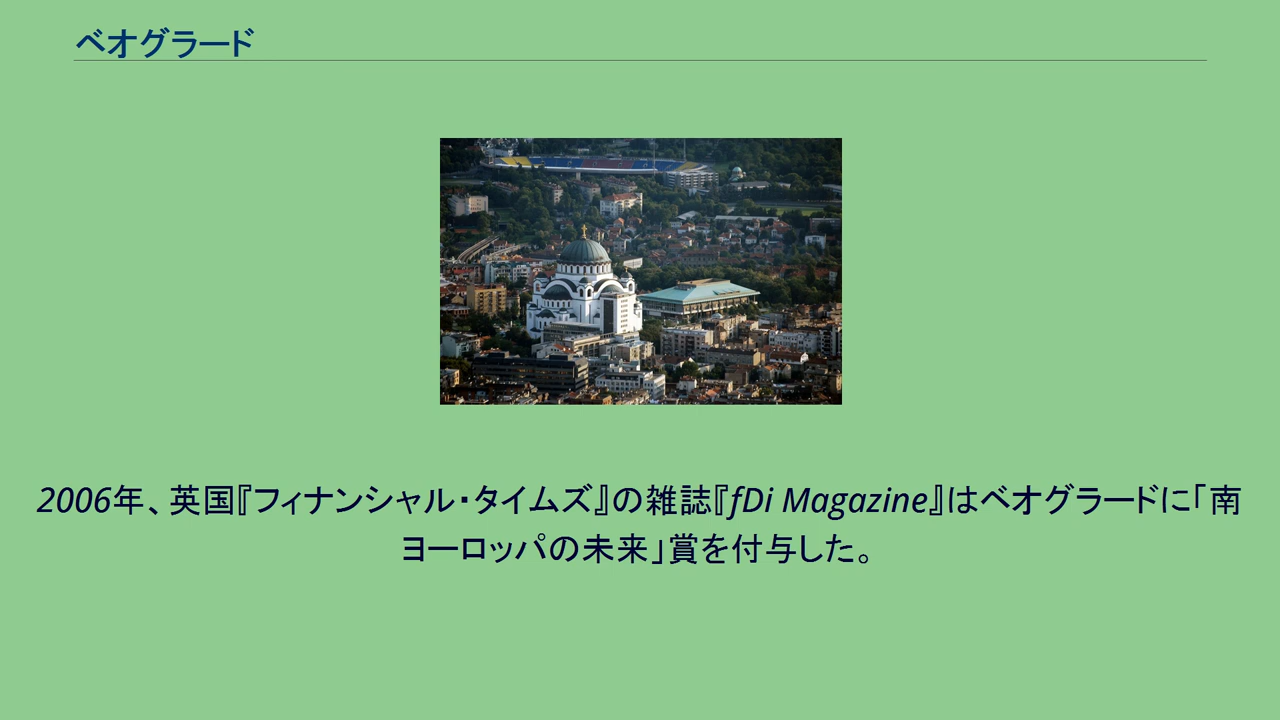 ベオグラード
2006年、英国『フィナンシャル・タイムズ』の雑誌『fDi Magazine』はベオグラードに「南
ヨーロッパの未来」賞を付与した。